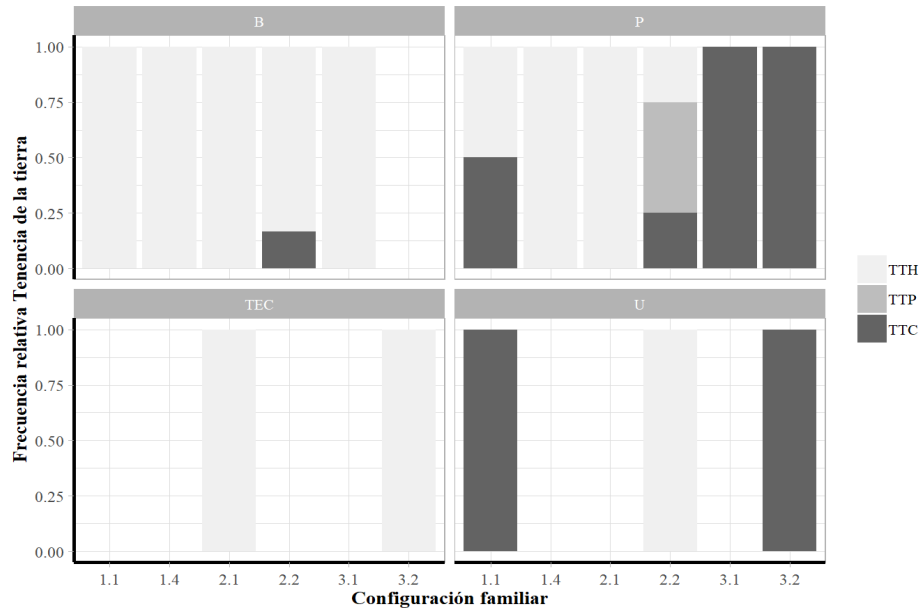 B
P
1.00
0.75
0.50
0.25
0.00
TEC
U
1.00
0.75
0.50
0.25
0.00
1.1 1.4 2.1 2.2 3.1 3.2
1.1 1.4 2.1 2.2 3.1 3.2
Configuración familiar
Frecuencia relativa Tenencia de la tierra
TTH
TTP
TTC